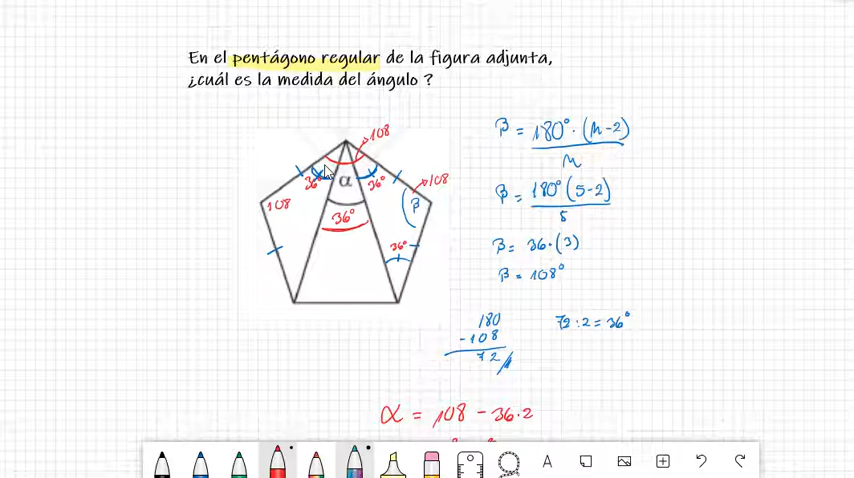 En el pentágono regular de la figura adjunta,
¿cuál es la medida del ángulo ?
108
36°
α
36°
108
108
β
36°
36°
β = 180° · (n-2)
n
β = 180° (5-2)
5
β = 36 · (3)
β = 108°
180
-108
72
72 : 2 = 36°
α = 108 - 36 · 2
A